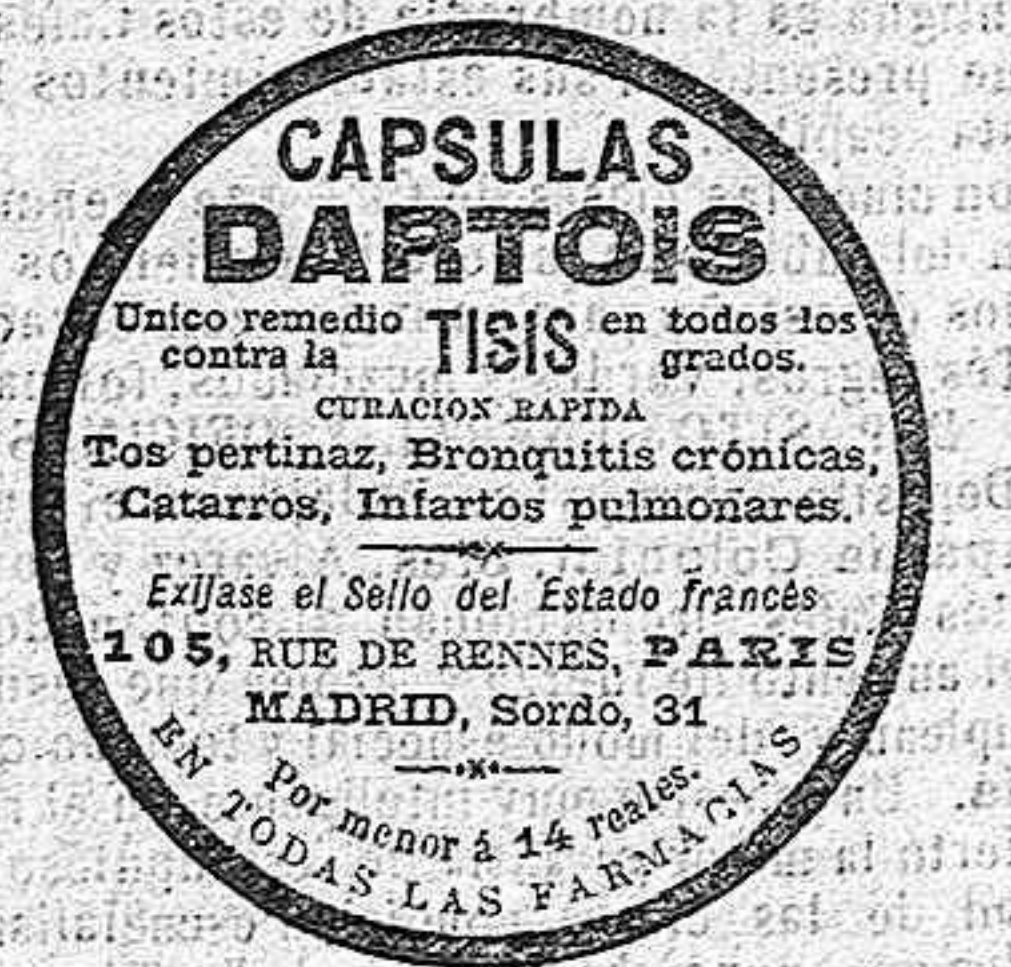 CAPSULAS
DARTOIS
Unico remedio contra la TISIS en todos los grados.
CURACION RAPIDA
Tos pertinaz, Bronquitis crónicas,
Catarros, Infartos pulmonares.
Exíjase el Sello del Estado francés
105, RUE DE RENNES, PARIS
MADRID, Sordo, 31
Por menor á 14 reales.
EN TODAS LAS FARMACIAS